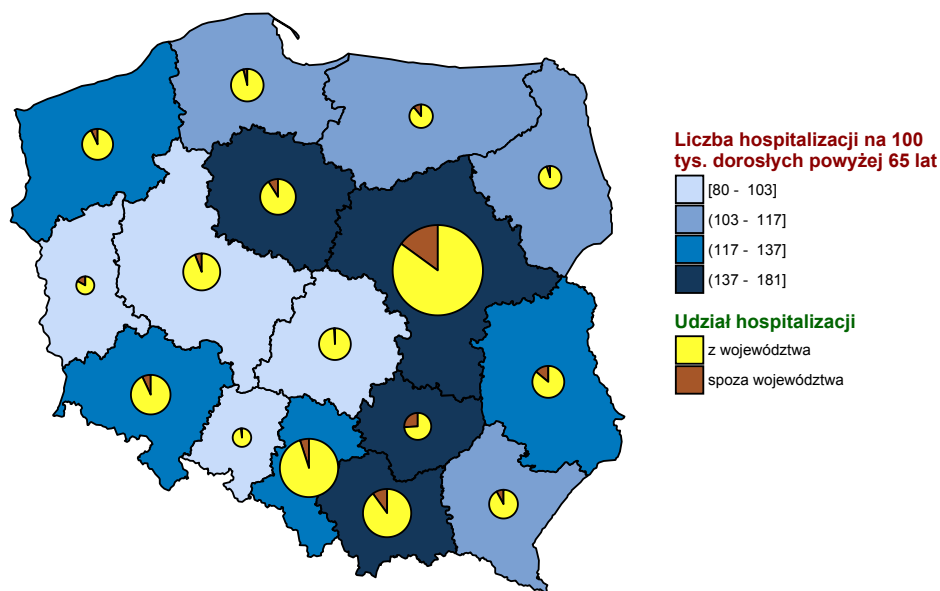 Liczba hospitalizacji na 100
tys. dorosłych powyżej 65 lat
[80 - 103]
(103 - 117]
(117 - 137]
(137 - 181]
Udział hospitalizacji
z województwa
spoza województwa